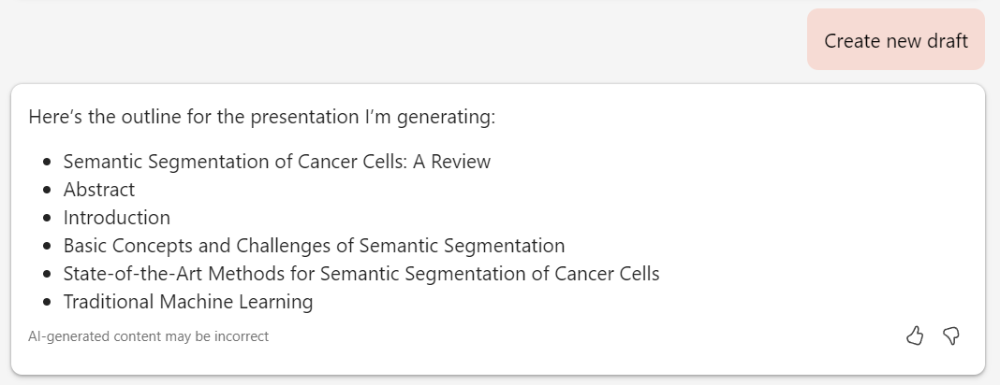 Create new draft
Here's the outline for the presentation I'm generating:
Semantic Segmentation of Cancer Cells: A Review
Abstract
Introduction
Basic Concepts and Challenges of Semantic Segmentation
State-of-the-Art Methods for Semantic Segmentation of Cancer Cells
Traditional Machine Learning
AI-generated content may be incorrect